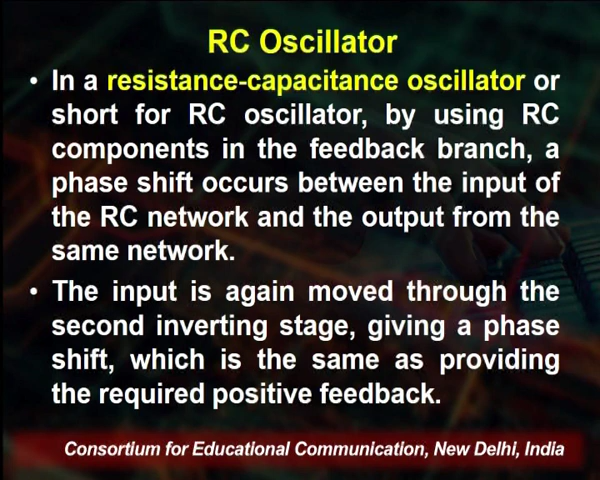 RC Oscillator
• In a resistance-capacitance oscillator or
short for RC oscillator, by using RC
components in the feedback branch, a
phase shift occurs between the input of
the RC network and the output from the
same network.
• The input is again moved through the
second inverting stage, giving a phase
shift, which is the same as providing
the required positive feedback.
Consortium for Educational Communication, New Delhi, India